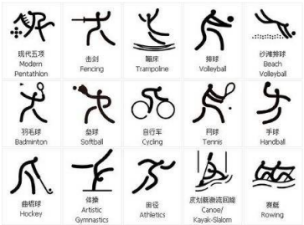 现代五项
Modern
Pentathlon
击剑
Fencing
蹦床
Trampoline
排球
Volleyball
沙滩排球
Beach
Volleyball
羽毛球
Badminton
垒球
Softball
自行车
Cycling
网球
Tennis
手球
Handball
曲棍球
Hockey
体操
Artistic
Gymnastics
田径
Athletics
皮划艇激流回旋
Canoe/
Kayak-Slalom
赛艇
Rowing